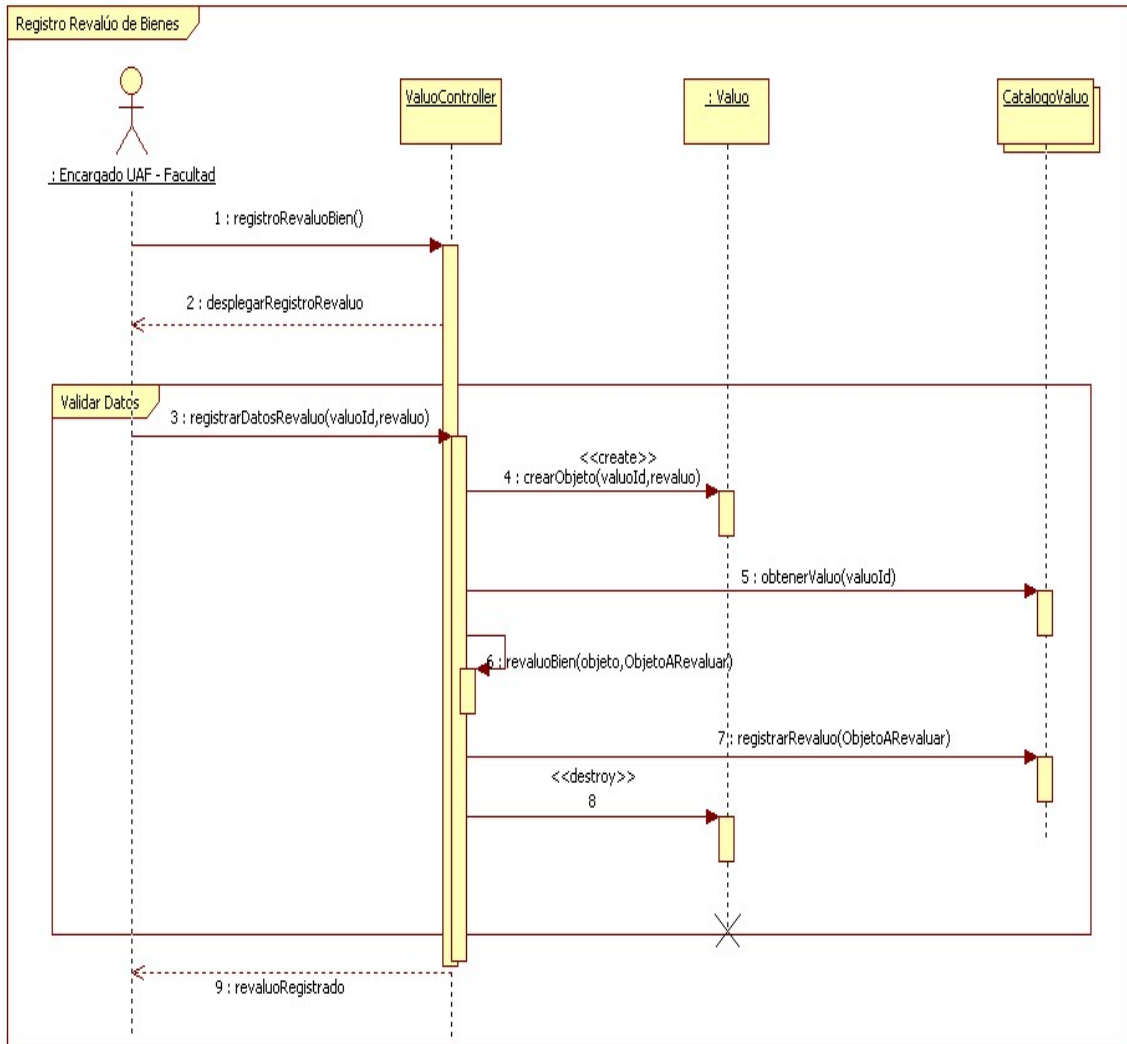 Registro Revalúo de Bienes
ValuoController
: Valuo
CatalogoValuo
: Encargado UAF - Facultad
1 : registroRevaluoBien()
2 : desplegarRegistroRevaluo
Validar Datos
3 : registrarDatosRevaluo(valuoId,revaluo)
<<create>>
4 : crearObjeto(valuoId,revaluo)
5 : obtenerValuo(valuoId)
6 : revaluoBien(objeto,ObjetoARevaluar)
7 : registrarRevaluo(ObjetoARevaluar)
<<destroy>>
8
9 : revaluoRegistrado